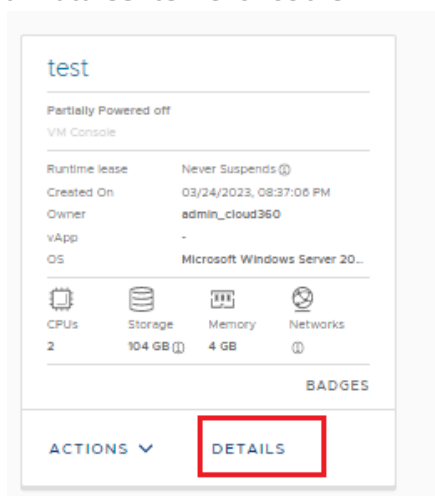 test
Partially Powered off
VM Console
Runtime lease Never Suspends
Created On 03/24/2023, 08:37:06 PM
Owner admin_cloud360
vApp -
OS Microsoft Windows Server 20...
CPUs Storage Memory Networks
2 104 GB 4 GB
BADGES
ACTIONS DETAILS